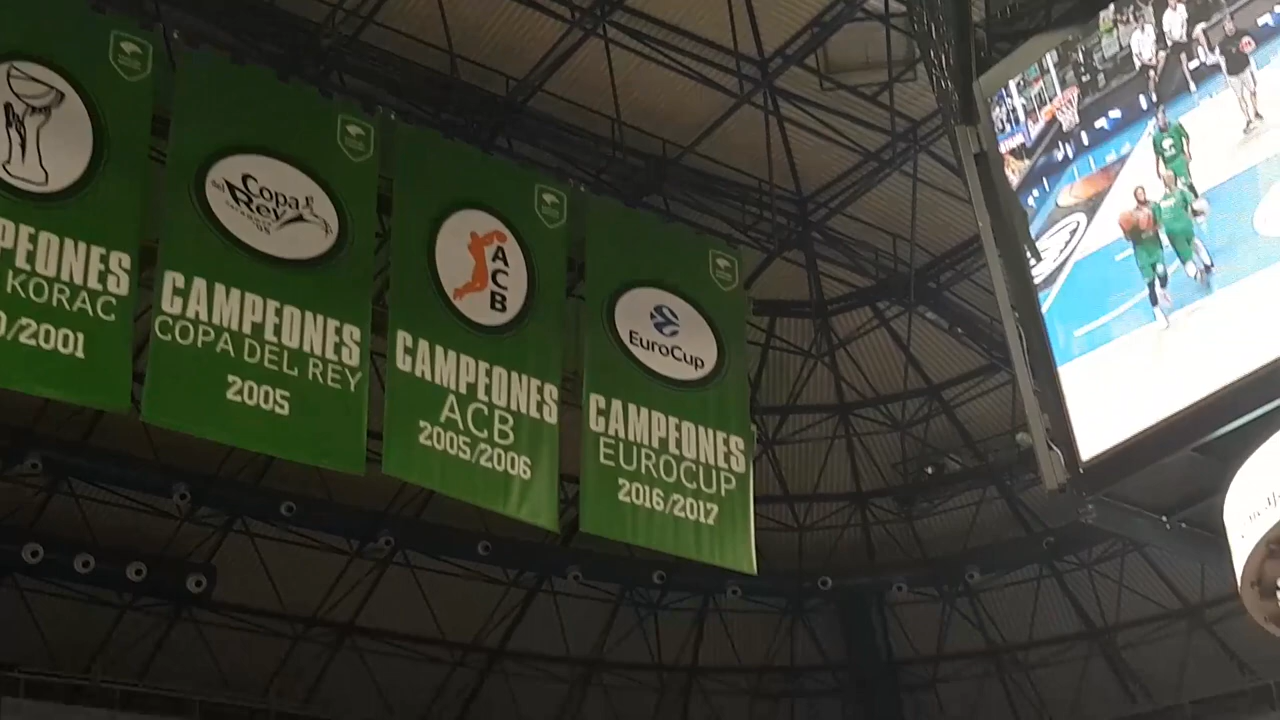 PEONES
KORAC
0/2001
Copa
del Rey
CAMPEONES
COPA DEL REY
2005
ACB
CAMPEONES
ACB
2005/2006
EuroCup
CAMPEONES
EUROCUP
2016/2017